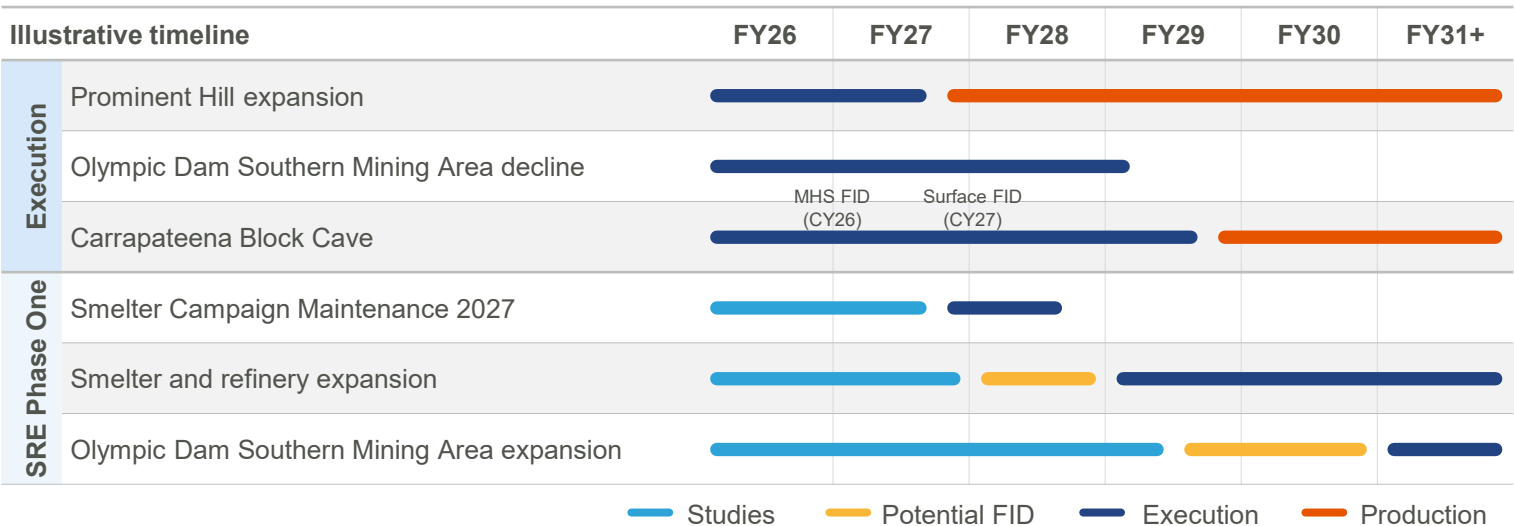 Illustrative timeline FY26 FY27 FY28 FY29 FY30 FY31+
Execution
Prominent Hill expansion
Olympic Dam Southern Mining Area decline
MHS FID Surface FID
(CY26) (CY27)
Carrapateena Block Cave
SRE Phase One
Smelter Campaign Maintenance 2027
Smelter and refinery expansion
Olympic Dam Southern Mining Area expansion
Studies Potential FID Execution Production